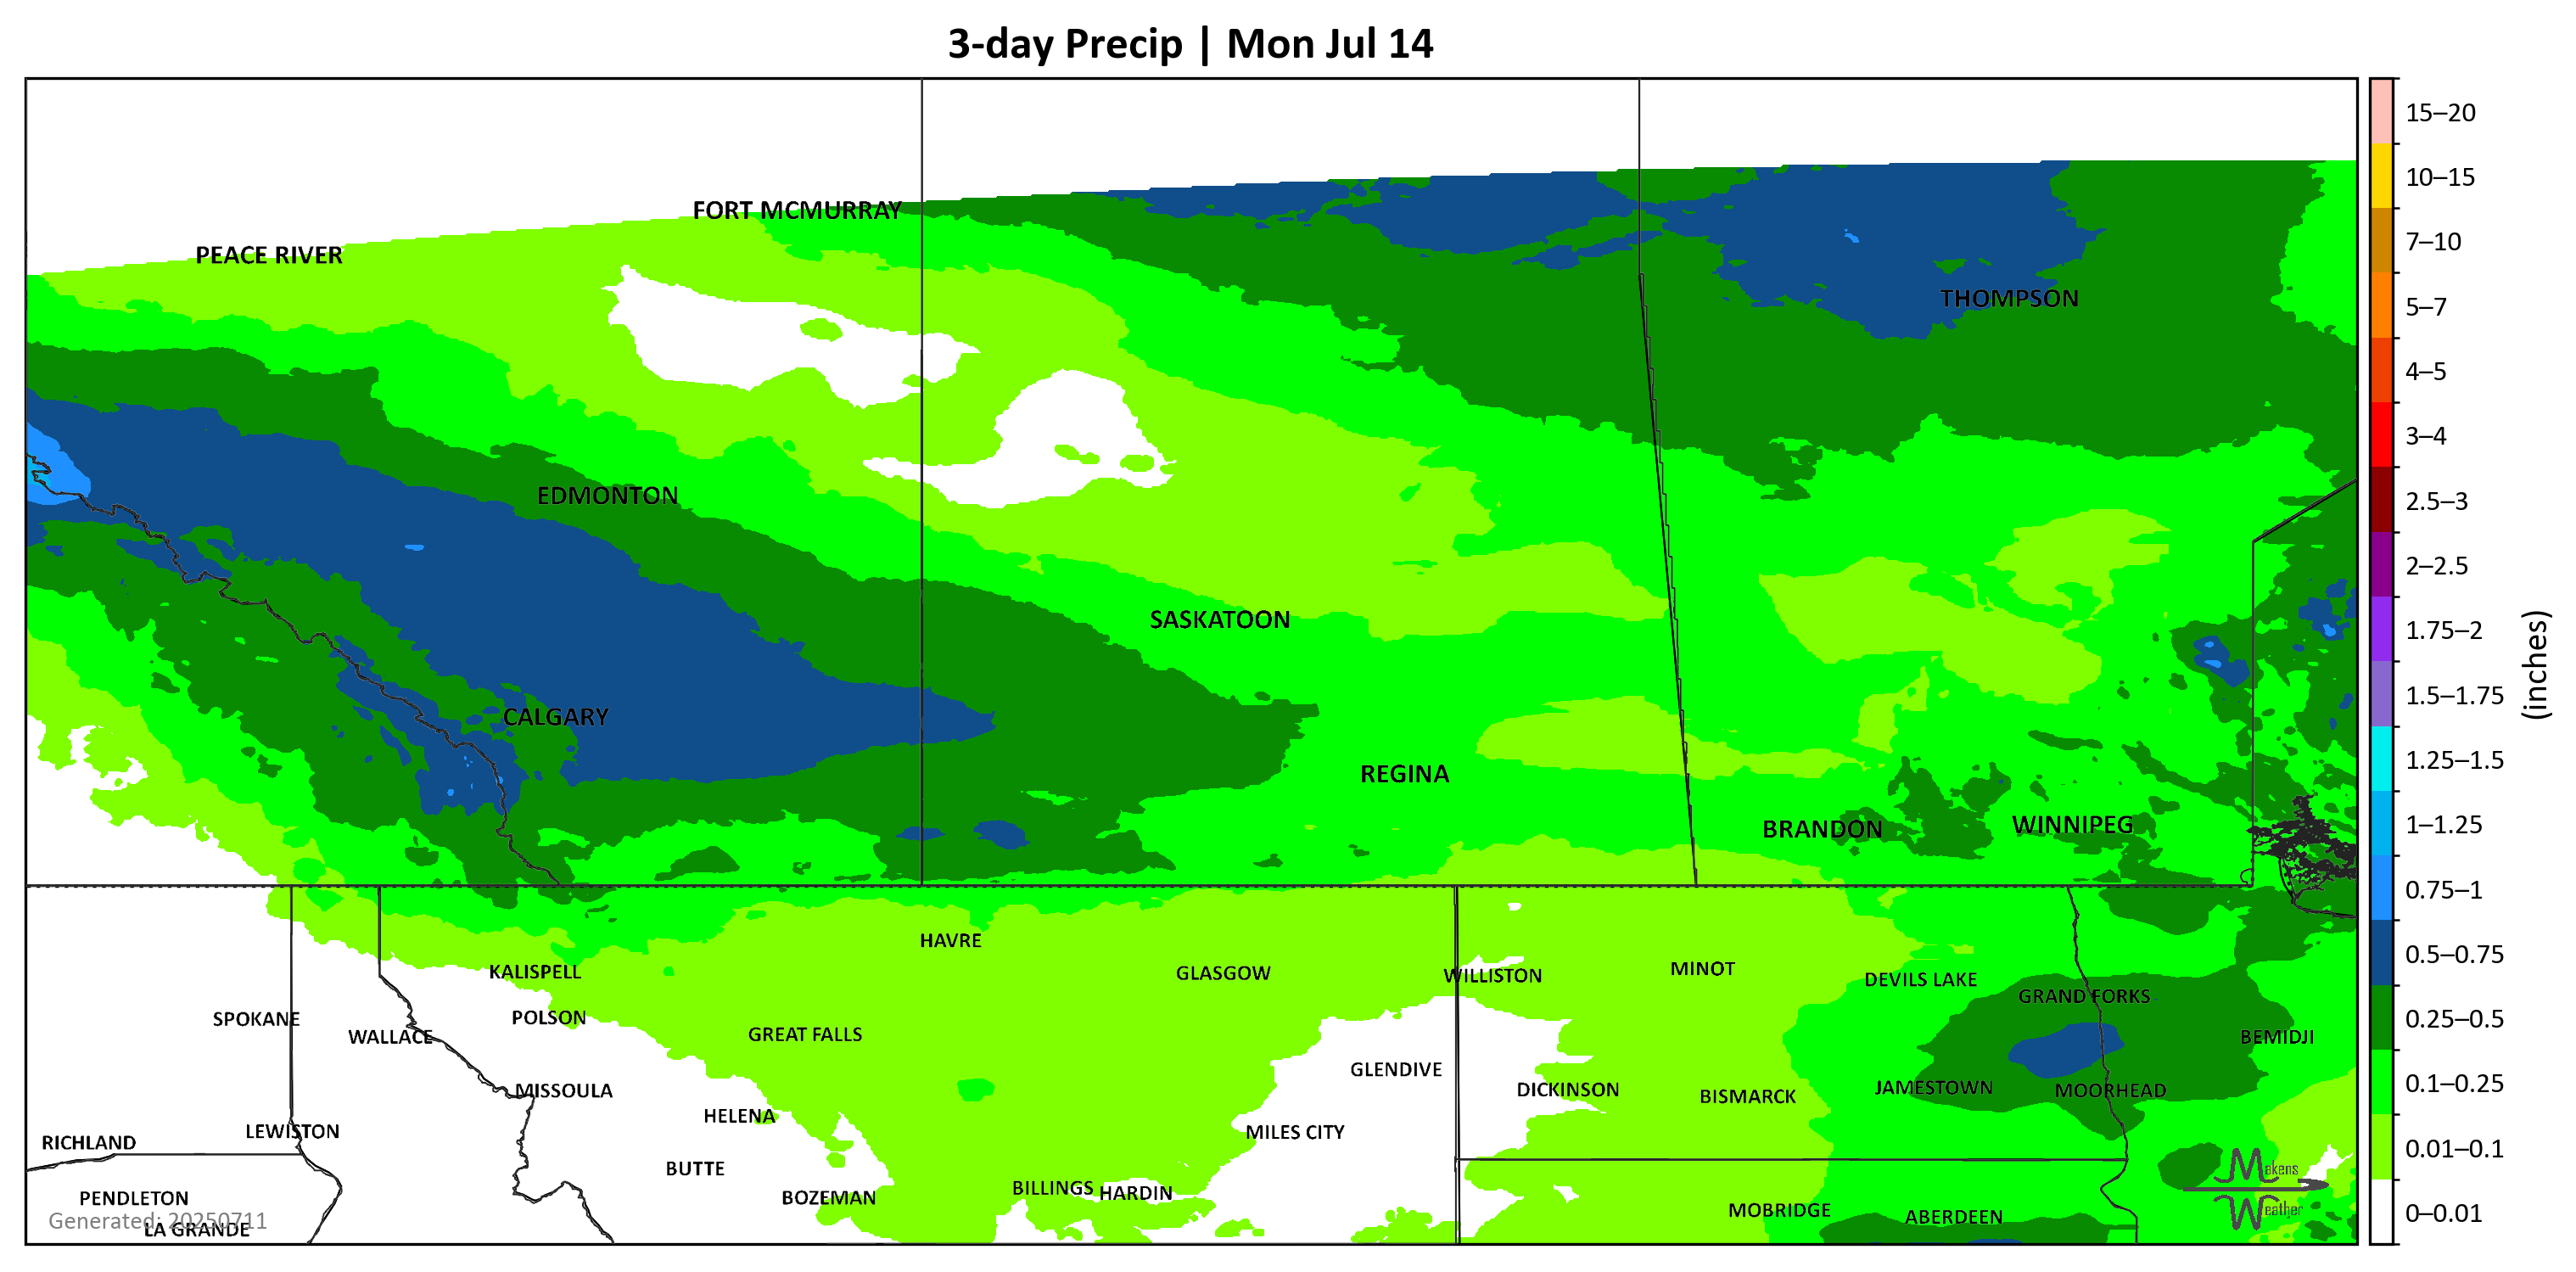 3-day Precip | Mon Jul 14
FORT MCMURRAY
PEACE RIVER
THOMPSON
EDMONTON
SASKATOON
CALGARY
REGINA
BRANDON
WINNIPEG
HAVRE
KALISPELL
GLASGOW
WILLISTON
MINOT
DEVILS LAKE
GRAND FORKS
SPOKANE
POLSON
WALLACE
GREAT FALLS
BEMIDJI
GLENDIVE
MISSOULA
DICKINSON
BISMARCK
JAMESTOWN
MOORHEAD
HELENA
LEWISTON
MILES CITY
RICHLAND
BUTTE
BOZEMAN
BILLINGS
HARDIN
PENDLETON
MOBRIDGE
ABERDEEN
Generated: 20250711
LA GRANDE
Makens
Weather
15–20
10–15
7–10
5–7
4–5
3–4
2.5–3
2–2.5
1.75–2
1.5–1.75
1.25–1.5
1–1.25
0.75–1
0.5–0.75
0.25–0.5
0.1–0.25
0.01–0.1
0–0.01
(inches)